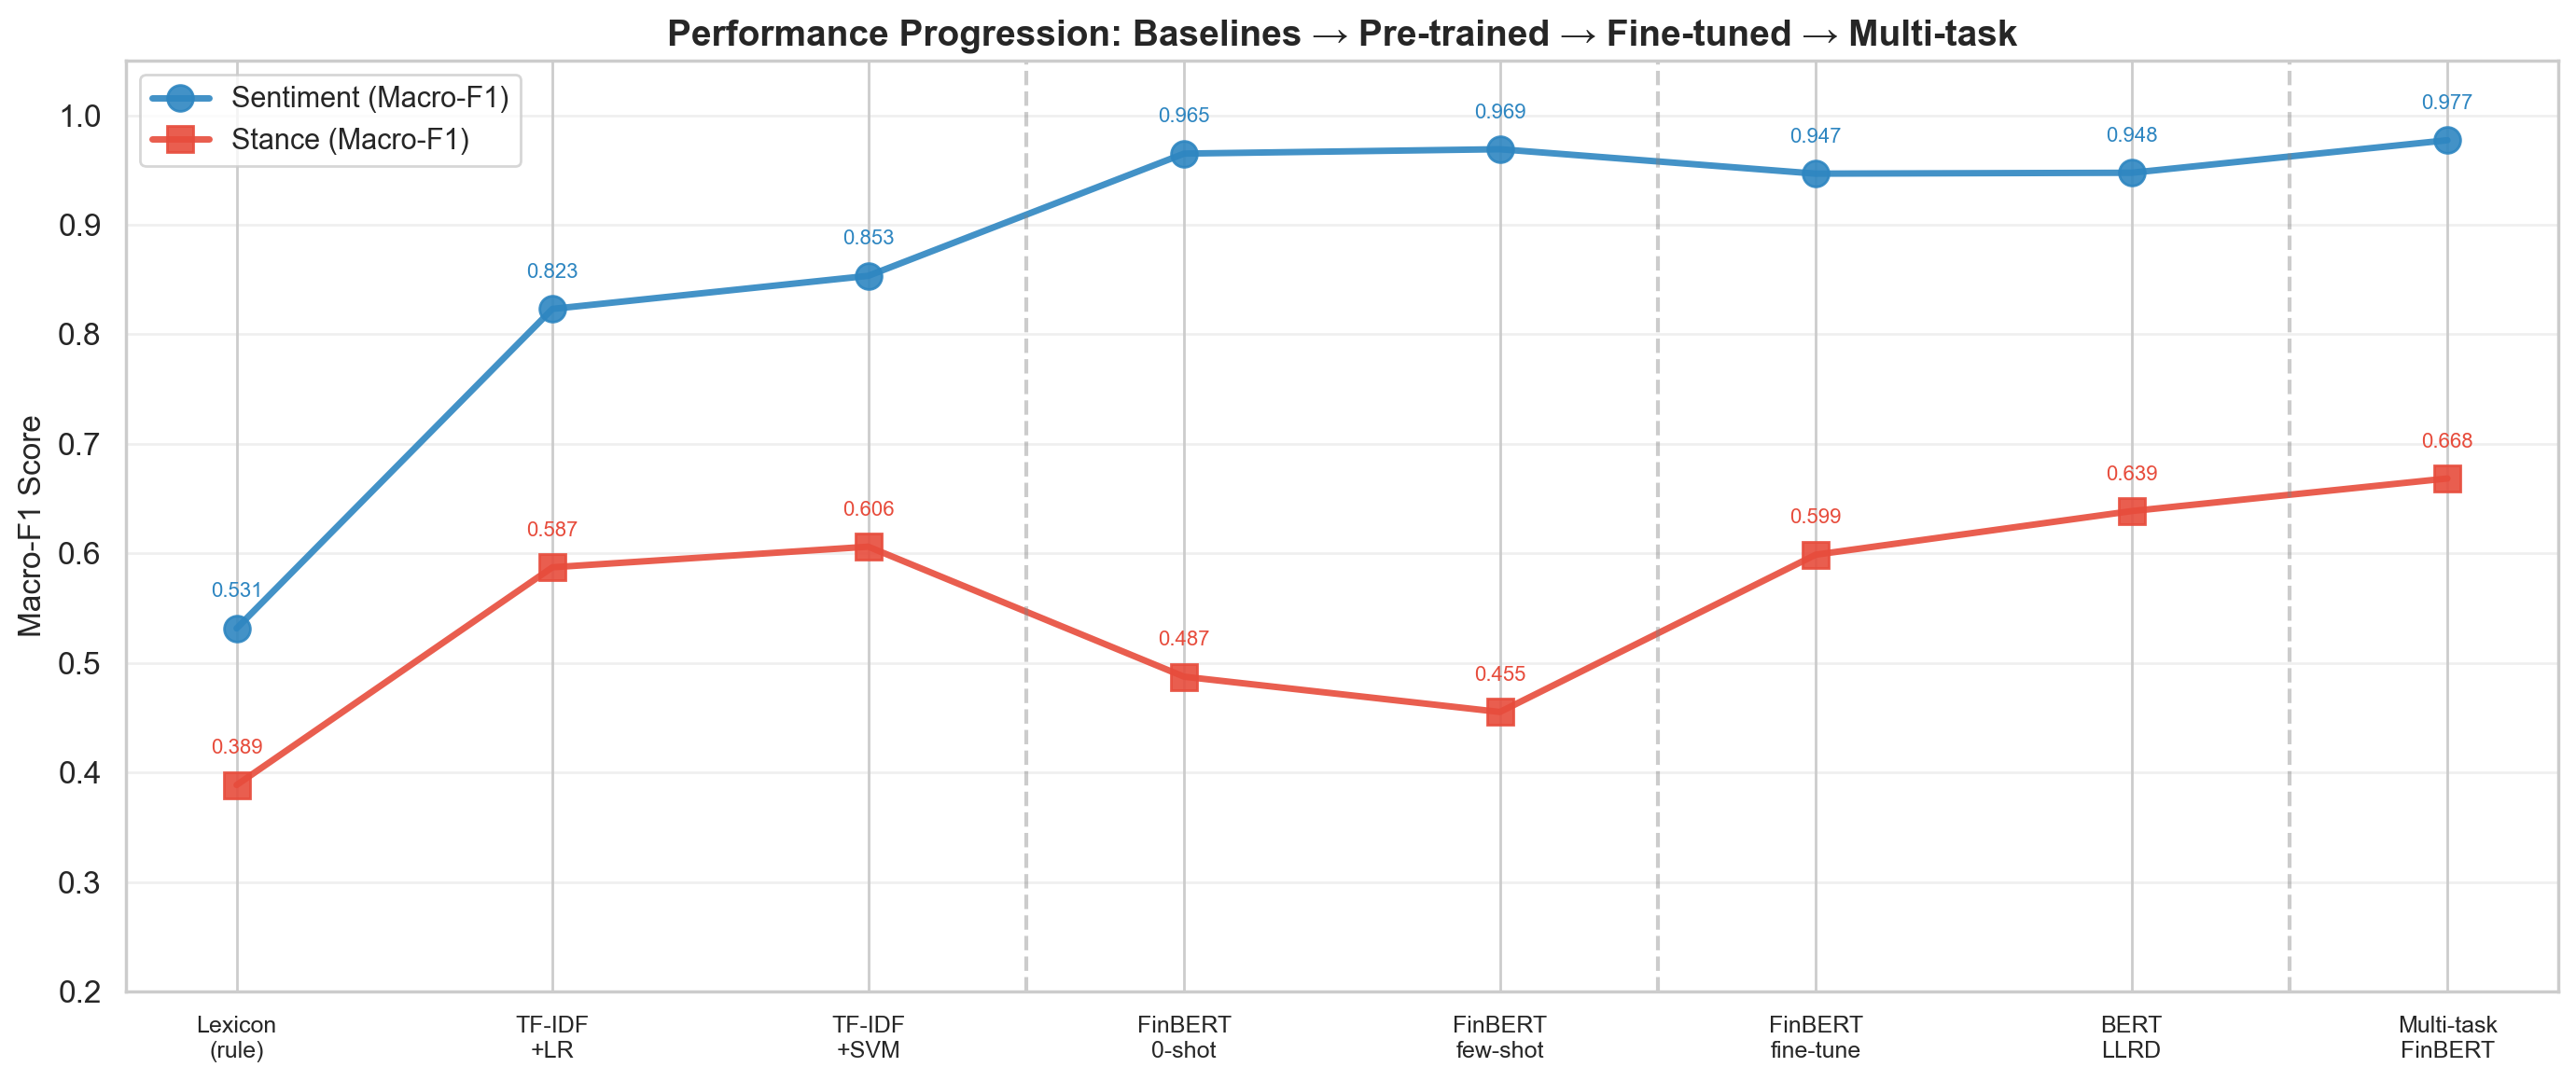 Performance Progression: Baselines → Pre-trained → Fine-tuned → Multi-task
Sentiment (Macro-F1)
Stance (Macro-F1)
Macro-F1 Score
1.0
0.9
0.8
0.7
0.6
0.5
0.4
0.3
0.2
0.531
0.823
0.853
0.965
0.969
0.947
0.948
0.977
0.389
0.587
0.606
0.487
0.455
0.599
0.639
0.668
Lexicon
(rule)
TF-IDF
+LR
TF-IDF
+SVM
FinBERT
0-shot
FinBERT
few-shot
FinBERT
fine-tune
BERT
LLRD
Multi-task
FinBERT